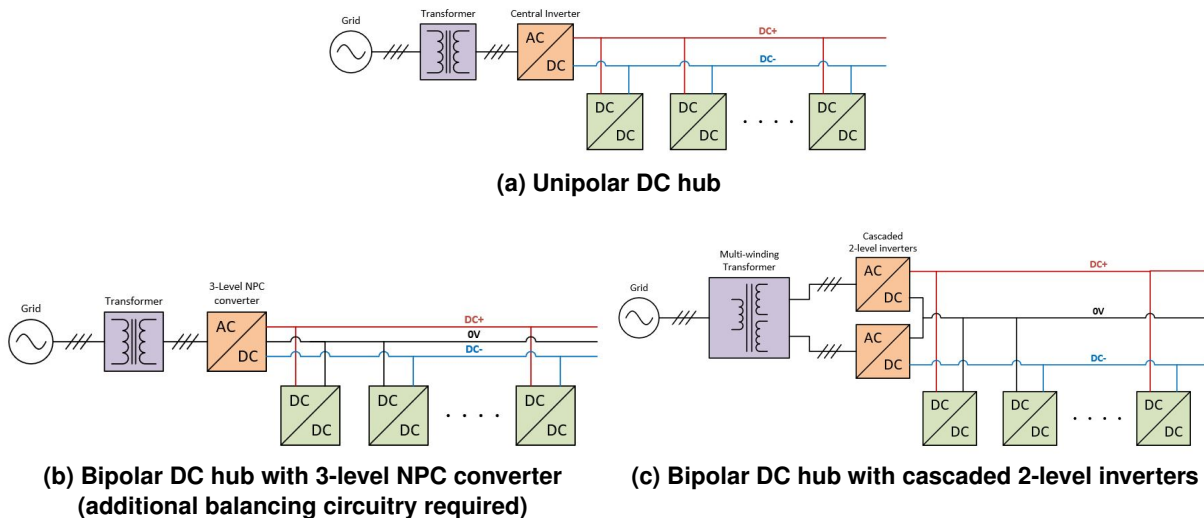 Grid
Transformer
Central Inverter
AC
DC
DC+
DC-
DC
DC
DC
DC
. . . .
DC
DC
(a) Unipolar DC hub
Grid
Transformer
3-Level NPC
converter
AC
DC
DC+
0V
DC-
DC
DC
DC
DC
. . . .
DC
DC
(b) Bipolar DC hub with 3-level NPC converter
(additional balancing circuitry required)
Grid
Multi-winding
Transformer
Cascaded
2-level inverters
AC
DC
AC
DC
DC+
0V
DC-
DC
DC
DC
DC
. . . .
DC
DC
(c) Bipolar DC hub with cascaded 2-level inverters